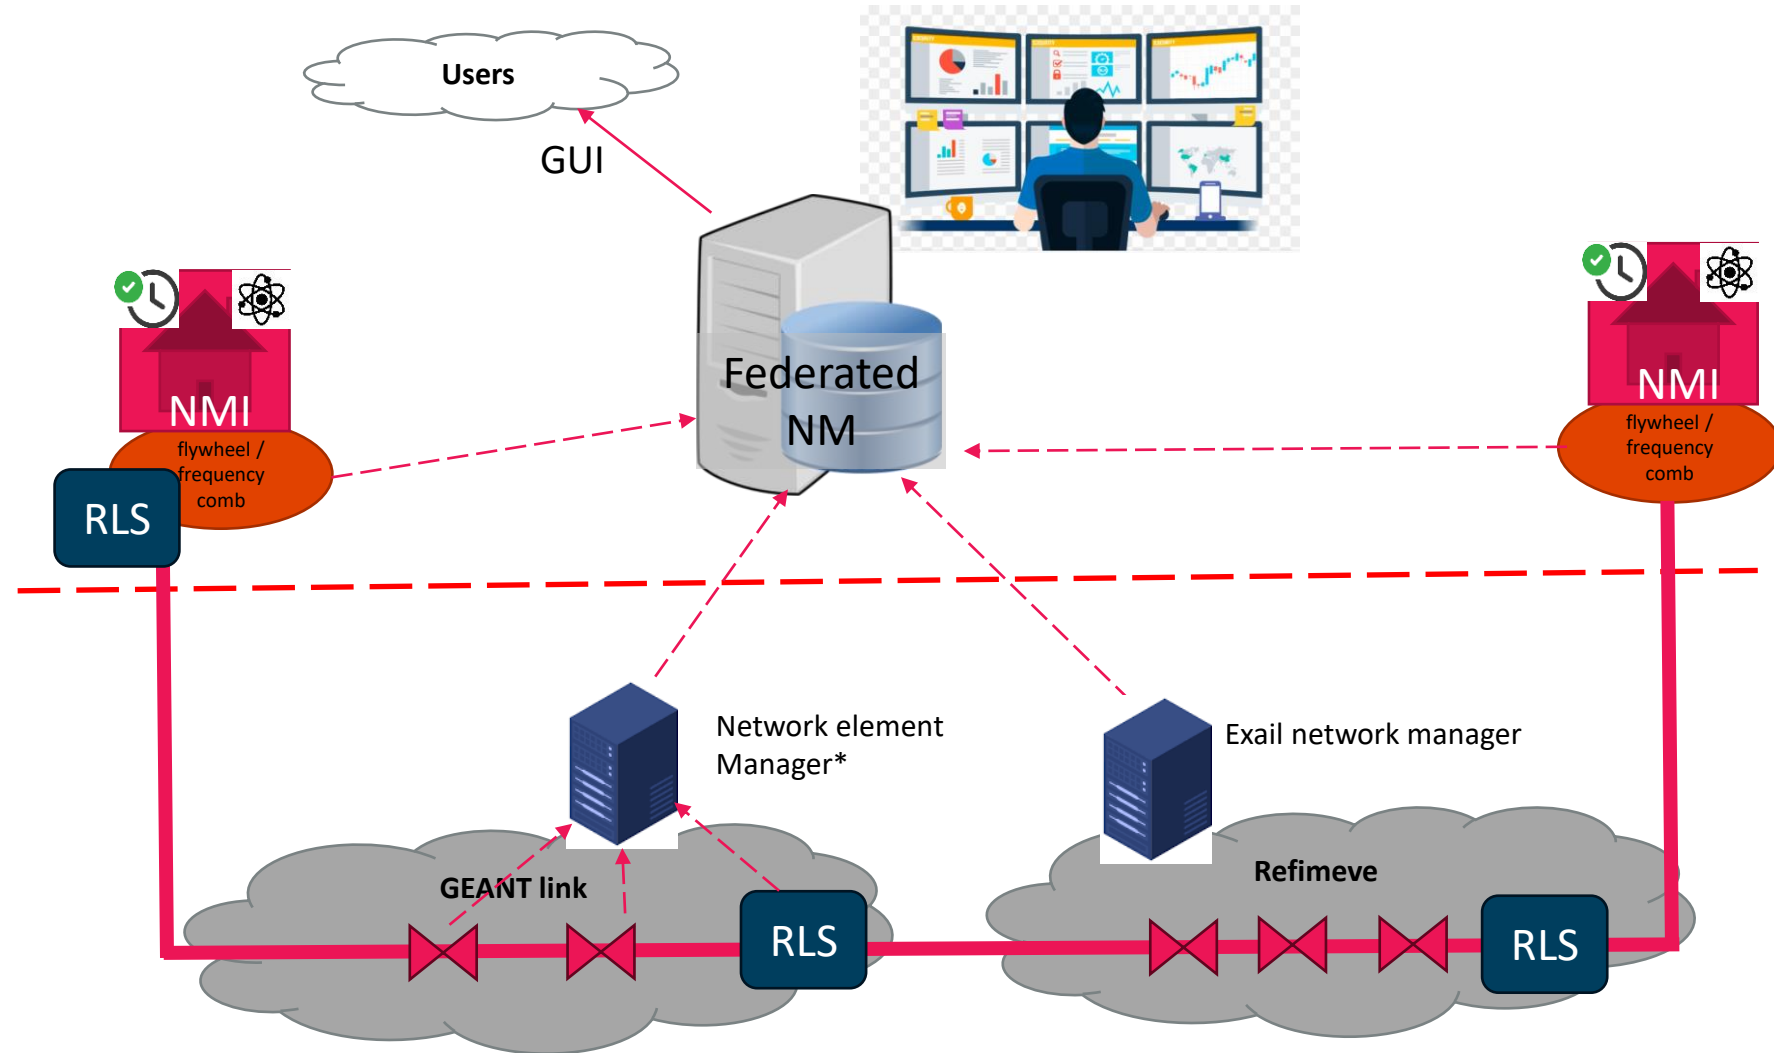 Users
GUI
Federated
NM
NMI
flywheel /
frequency
comb
RLS
NMI
flywheel /
frequency
comb
Network element
Manager*
Exail network manager
GEANT link
RLS
Refimeve
RLS